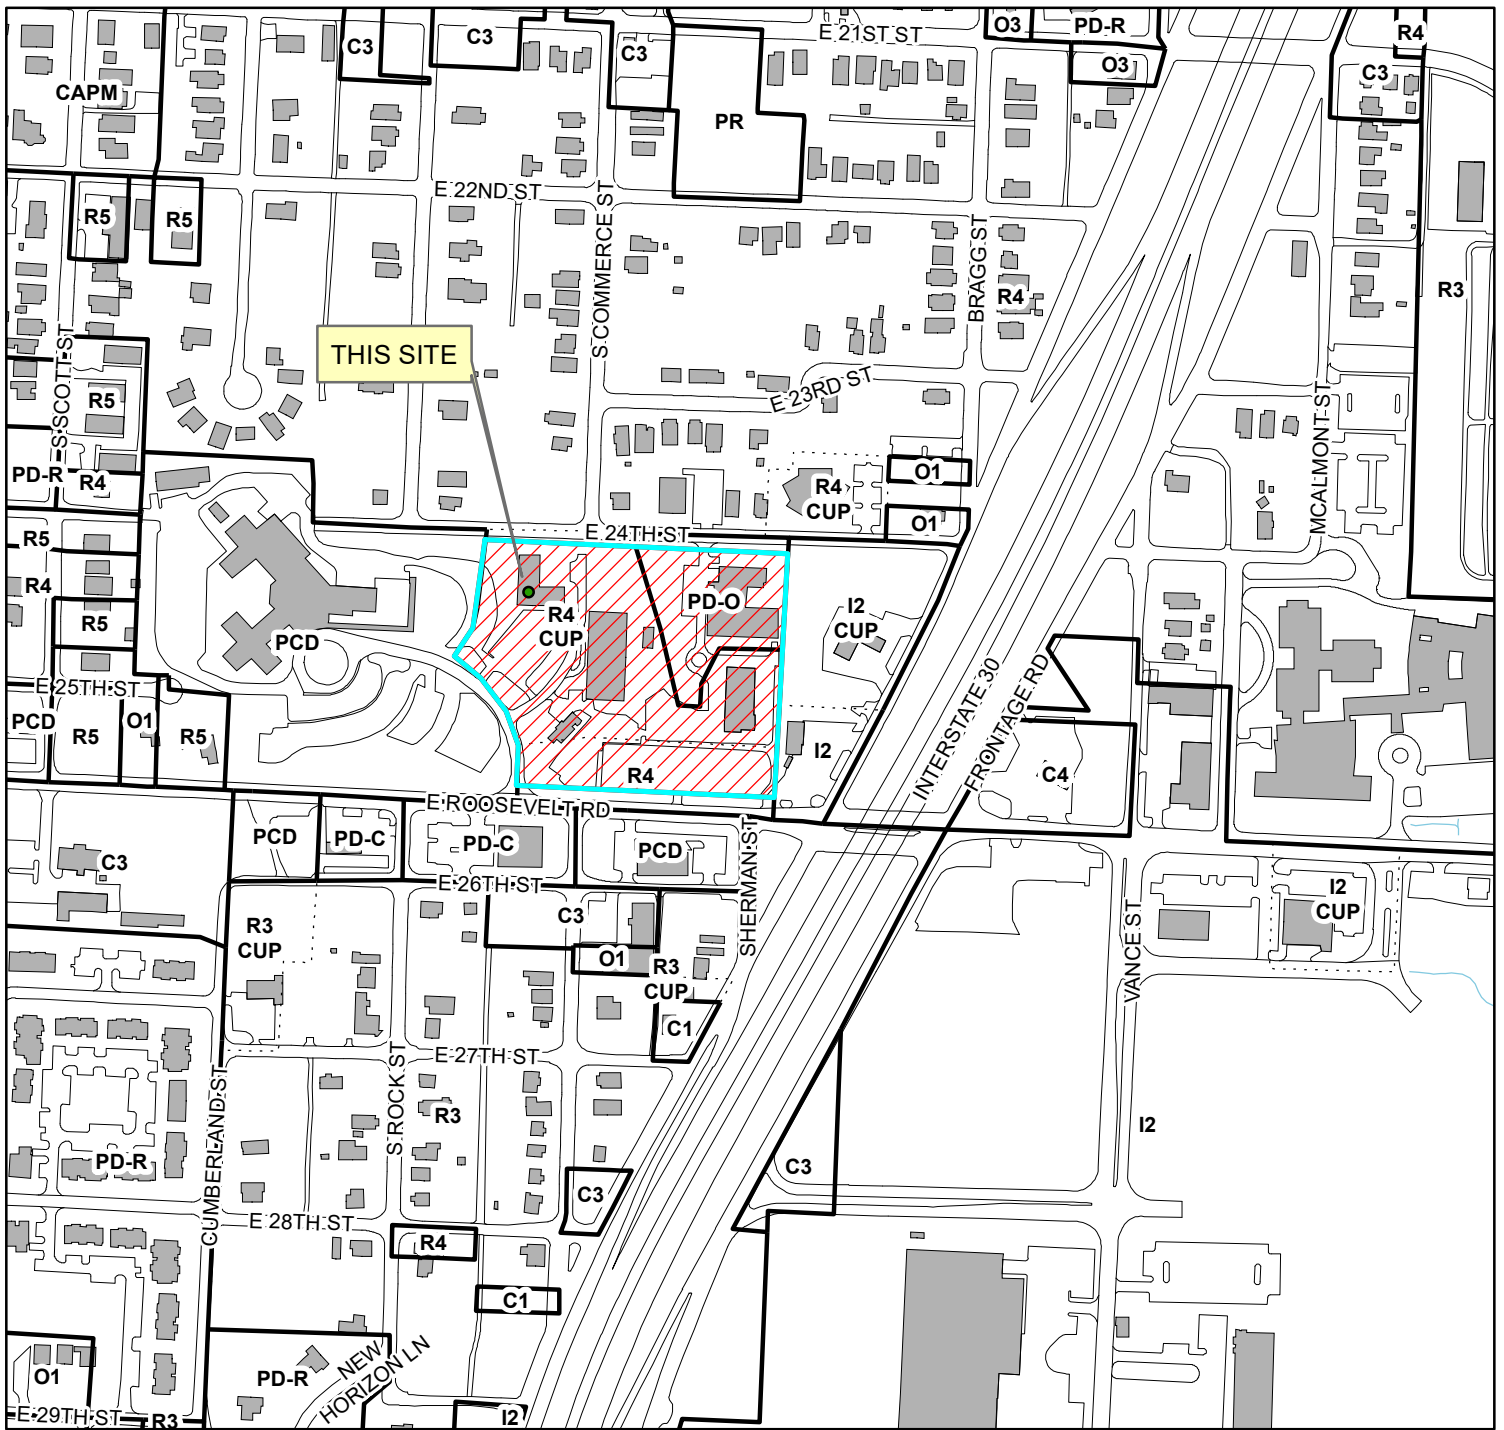 C3
C3
C3
E 21ST ST
O3
PD-R
R4
O3
C3
CAPM
PR
E 22ND ST
R5
R5
S COMMERCE ST
BRAGG ST
R4
R3
THIS SITE
S SCOTT ST
R5
E 23RD ST
MCALMONT ST
PD-R
R4
R4
CUP
O1
O1
E 24TH ST
R5
R4
R5
PCD
R4
CUP
PD-O
I2
CUP
E 25TH ST
PCD
R5
O1
R5
R4
I2
INTERSTATE 30
FRONTAGE RD
C4
E ROOSEVELT RD
PCD
PD-C
PD-C
PCD
SHERMAN ST
C3
E 26TH ST
R3
CUP
C3
O1
R3
CUP
C1
VANCE ST
I2
CUP
E 27TH ST
S ROCK ST
CUMBERLAND ST
R3
PD-R
I2
C3
C3
E 28TH ST
R4
C1
NEW
HORIZON LN
PD-R
O1
E 29TH ST
R3
I2